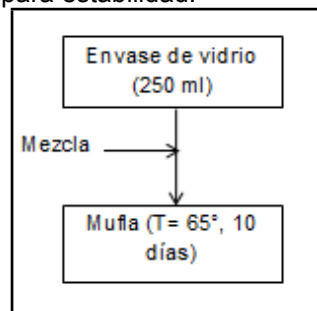 para estabilidad.
Envase de vidrio
(250 ml)
Mezcla
Mufla (T= 65°, 10
días)